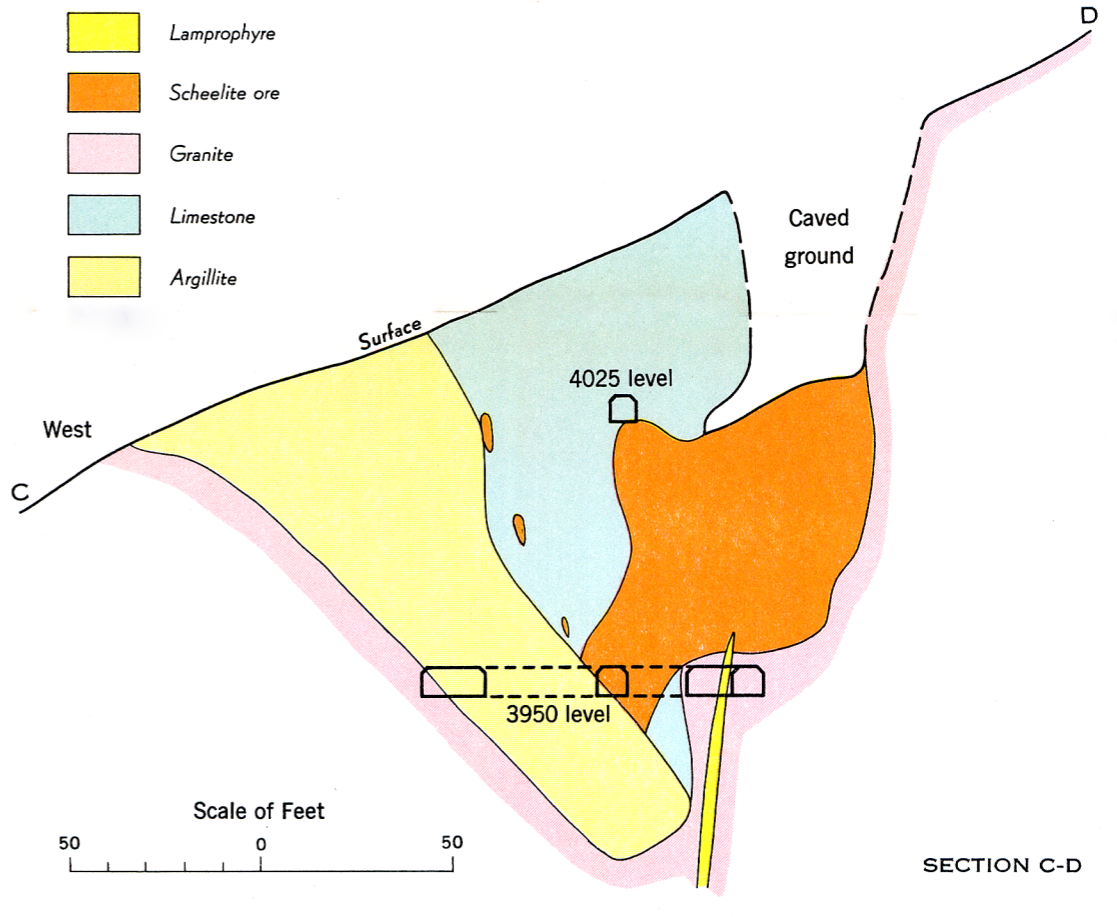 D
Lamprophyre
Scheelite ore
Granite
Limestone
Argillite
Caved
ground
Surface
4025 level
West
C
3950 level
Scale of Feet
50 0 50
SECTION C-D